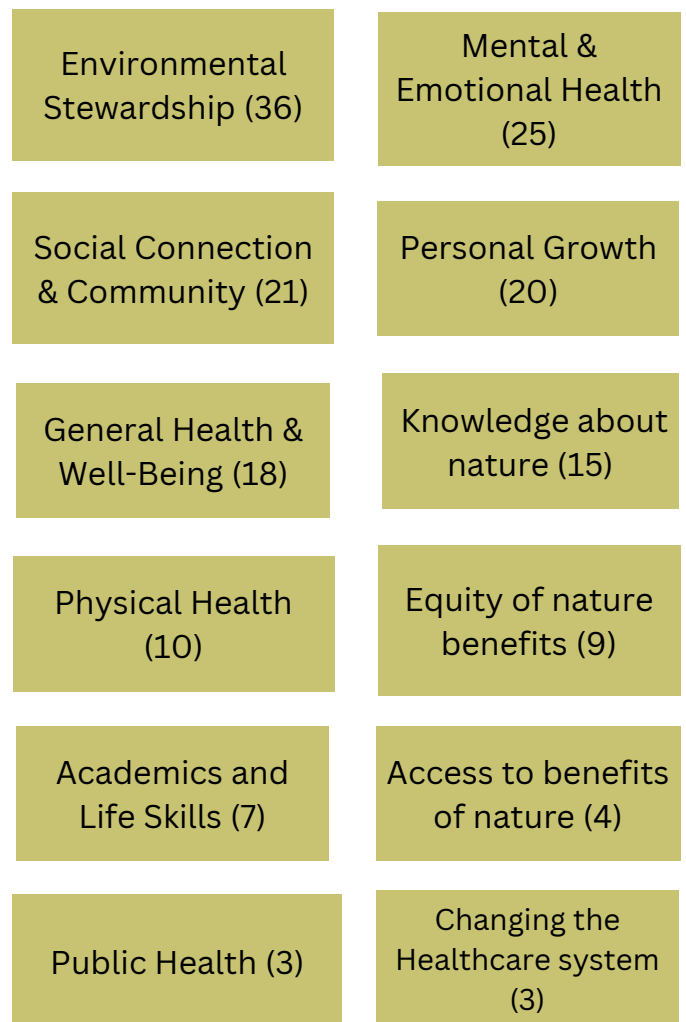 Environmental
Stewardship (36)
Mental &
Emotional Health
(25)
Social Connection
& Community (21)
Personal Growth
(20)
General Health &
Well-Being (18)
Knowledge about
nature (15)
Physical Health
(10)
Equity of nature
benefits (9)
Academics and
Life Skills (7)
Access to benefits
of nature (4)
Public Health (3)
Changing the
Healthcare system
(3)